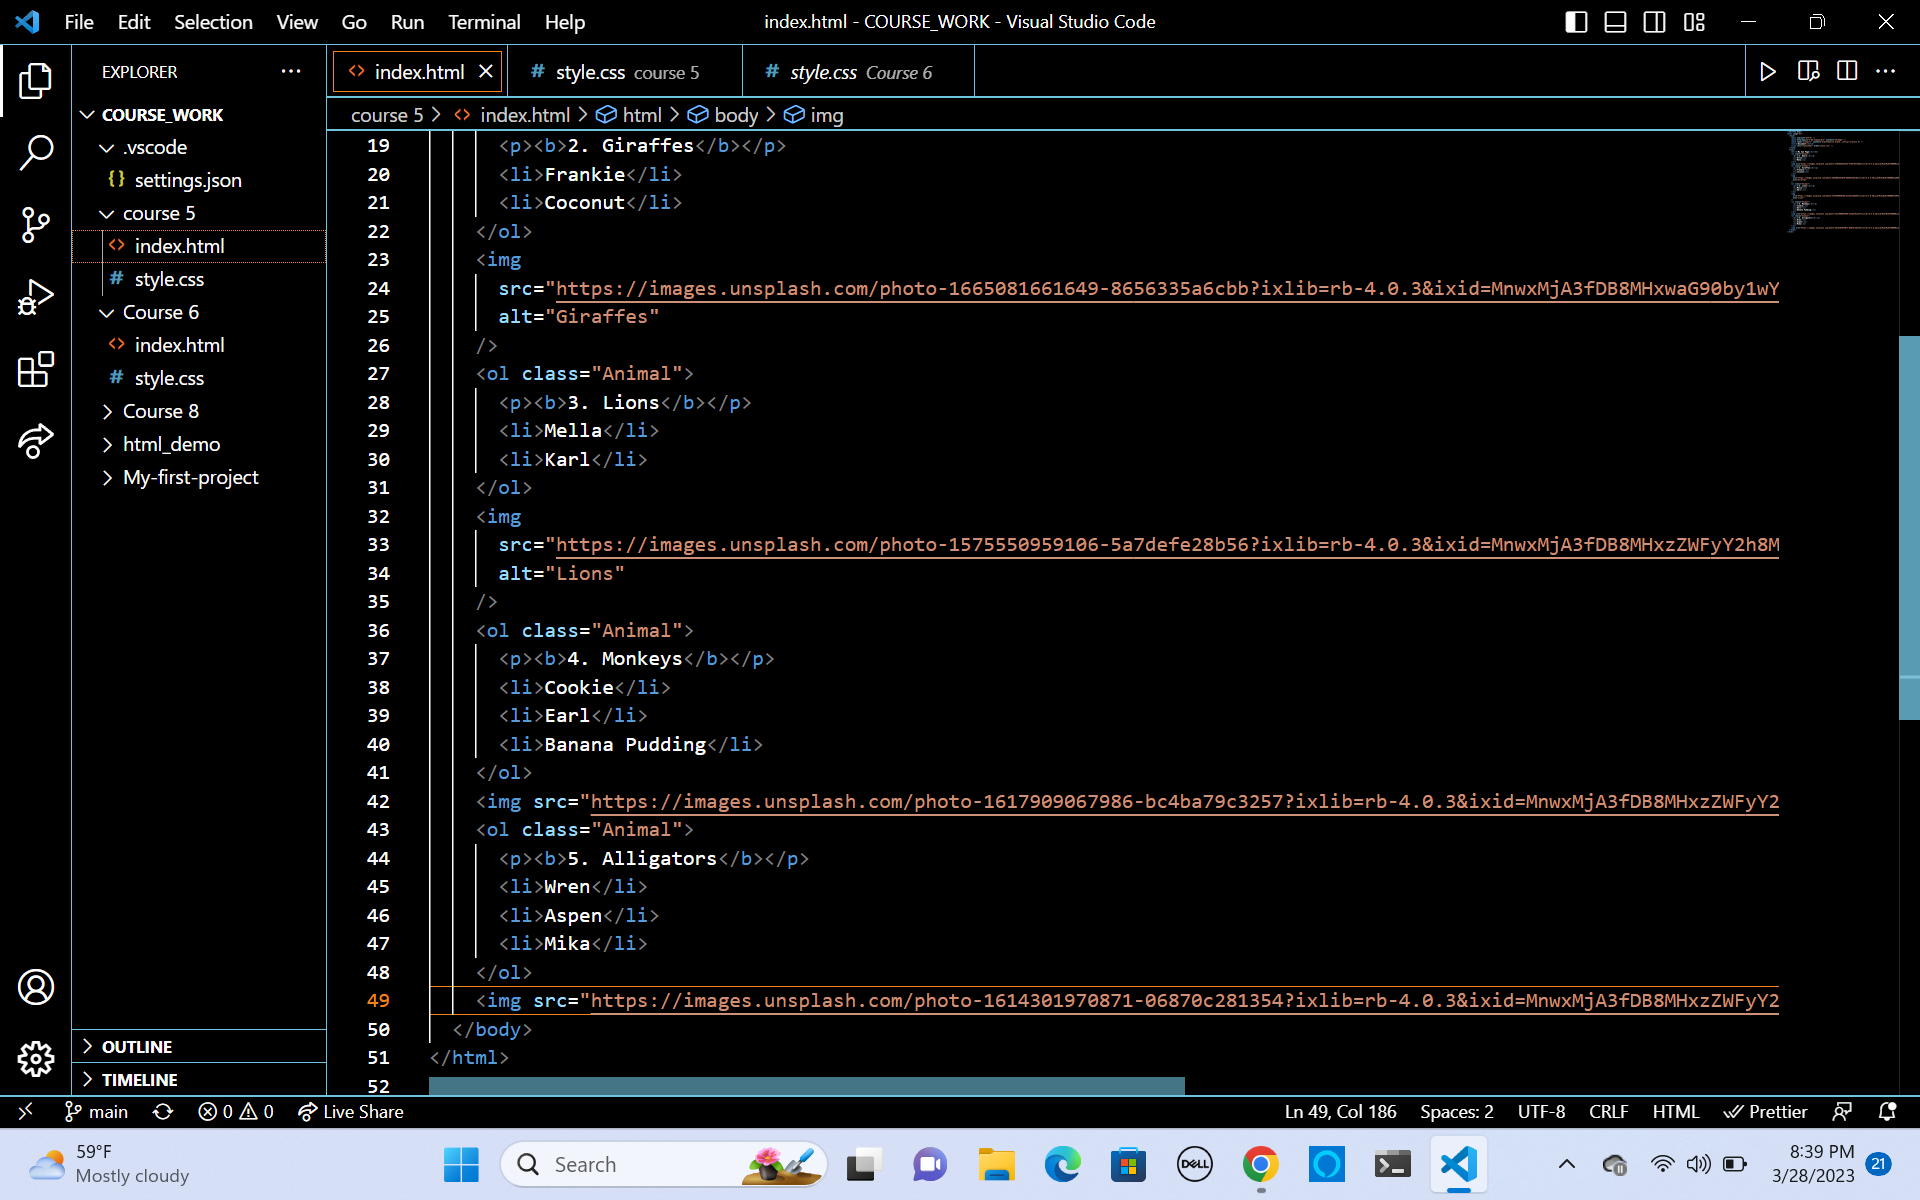 File Edit Selection View Go Run Terminal Help
index.html - COURSE_WORK - Visual Studio Code
EXPLORER
COURSE_WORK
.vscode
settings.json
course 5
index.html
style.css
Course 6
index.html
style.css
Course 8
html_demo
My-first-project
OUTLINE
TIMELINE
index.html
style.css course 5
style.css Course 6
course 5 > index.html > html > body > img
19 <p><b>2. Giraffes</b></p>
20 <li>Frankie</li>
21 <li>Coconut</li>
22 </ol>
23 <img
24 src="https://images.unsplash.com/photo-1665081661649-8656335a6cbb?ixlib=rb-4.0.3&ixid=MnwxMjA3fDB8MHxwaG90by1wY
25 alt="Giraffes"
26 />
27 <ol class="Animal">
28 <p><b>3. Lions</b></p>
29 <li>Mella</li>
30 <li>Karl</li>
31 </ol>
32 <img
33 src="https://images.unsplash.com/photo-1575550959106-5a7defe28b56?ixlib=rb-4.0.3&ixid=MnwxMjA3fDB8MHxzZWFyY2h8M
34 alt="Lions"
35 />
36 <ol class="Animal">
37 <p><b>4. Monkeys</b></p>
38 <li>Cookie</li>
39 <li>Earl</li>
40 <li>Banana Pudding</li>
41 </ol>
42 <img src="https://images.unsplash.com/photo-1617909067986-bc4ba79c3257?ixlib=rb-4.0.3&ixid=MnwxMjA3fDB8MHxzZWFyY2
43 <ol class="Animal">
44 <p><b>5. Alligators</b></p>
45 <li>Wren</li>
46 <li>Aspen</li>
47 <li>Mika</li>
48 </ol>
49 <img src="https://images.unsplash.com/photo-1614301970871-06870c281354?ixlib=rb-4.0.3&ixid=MnwxMjA3fDB8MHxzZWFyY2
50 </body>
51 </html>
52
main 0 0 Live Share
Ln 49, Col 186 Spaces: 2 UTF-8 CRLF HTML Prettier
59°F
Mostly cloudy
Search
DELL
8:39 PM
3/28/2023
21